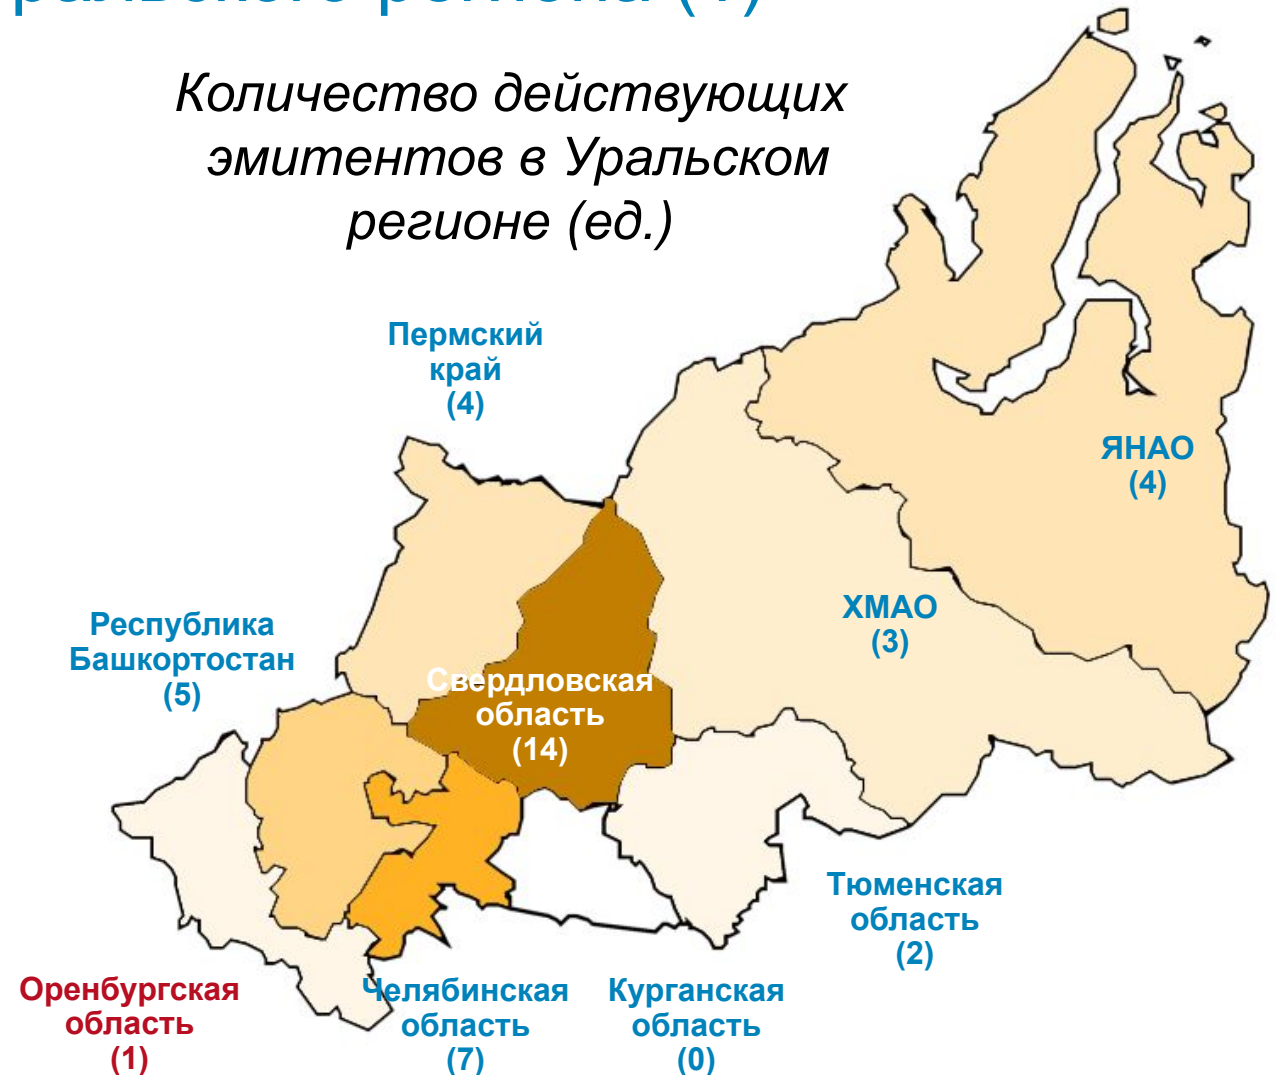 Количество действующих
эмитентов в Уральском
регионе (ед.)
Пермский
край
(4)
ЯНАО
(4)
ХМАО
(3)
Республика
Башкортостан
(5)
Свердловская
область
(14)
Тюменская
область
(2)
Оренбургская
область
(1)
Челябинская
область
(7)
Курганская
область
(0)